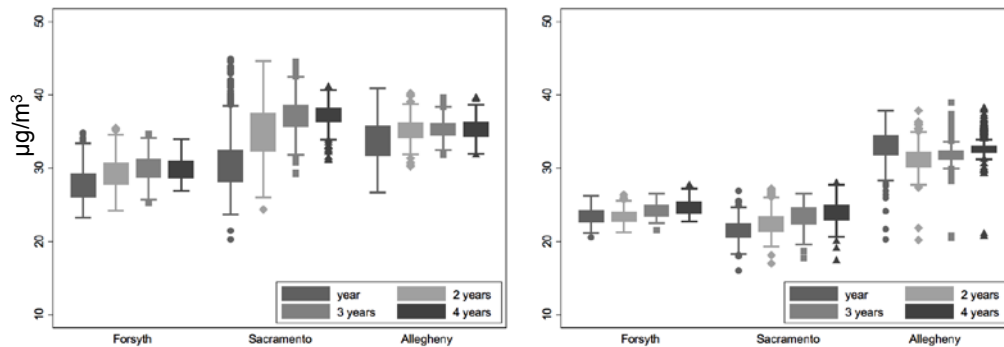 50
40
µg/m³
30
20
10
year
2 years
3 years
4 years
Forsyth
Sacramento
Allegheny
50
40
30
20
10
year
2 years
3 years
4 years
Forsyth
Sacramento
Allegheny